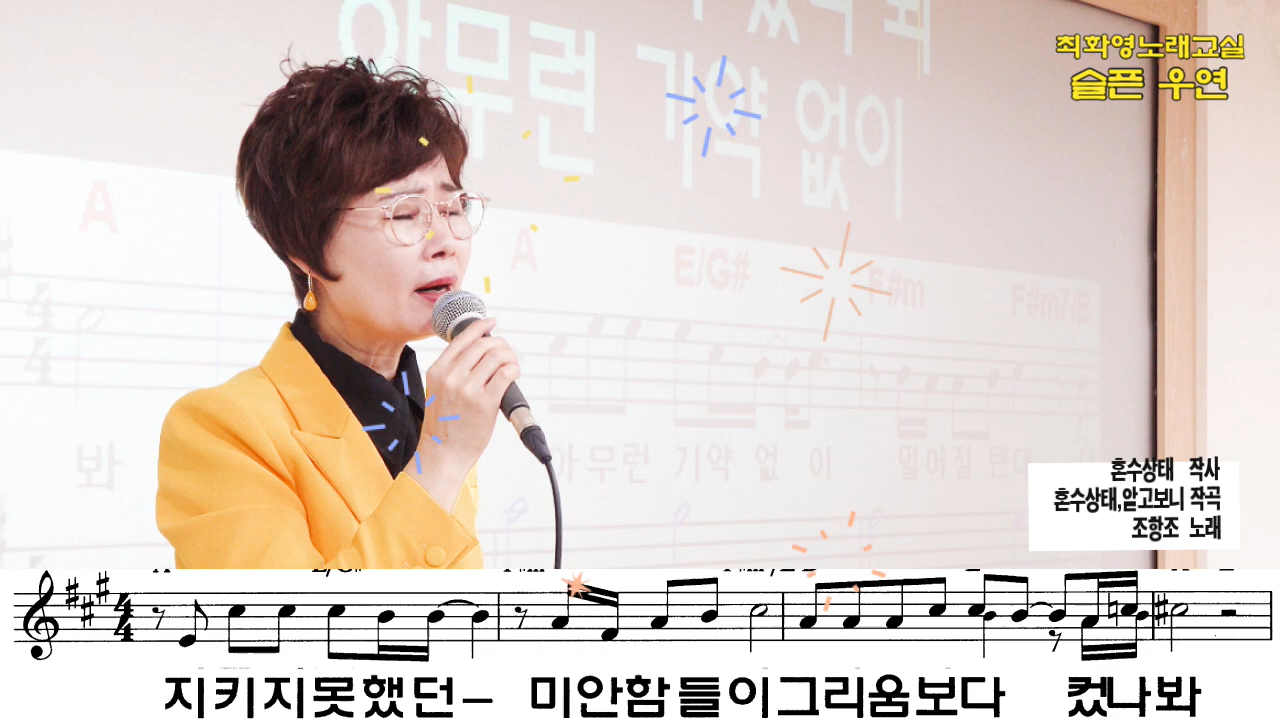 최화영노래교실
슬픈 우연
아무런 기약 없이
A
A E/G# F#m F#m7/E
봐 아무런 기약 없 이 멀어질 텐데
혼수상태 작사
혼수상태,앝고보니 작곡
조항조 노래
지키지못했던– 미안함들이그리움보다 컸나봐